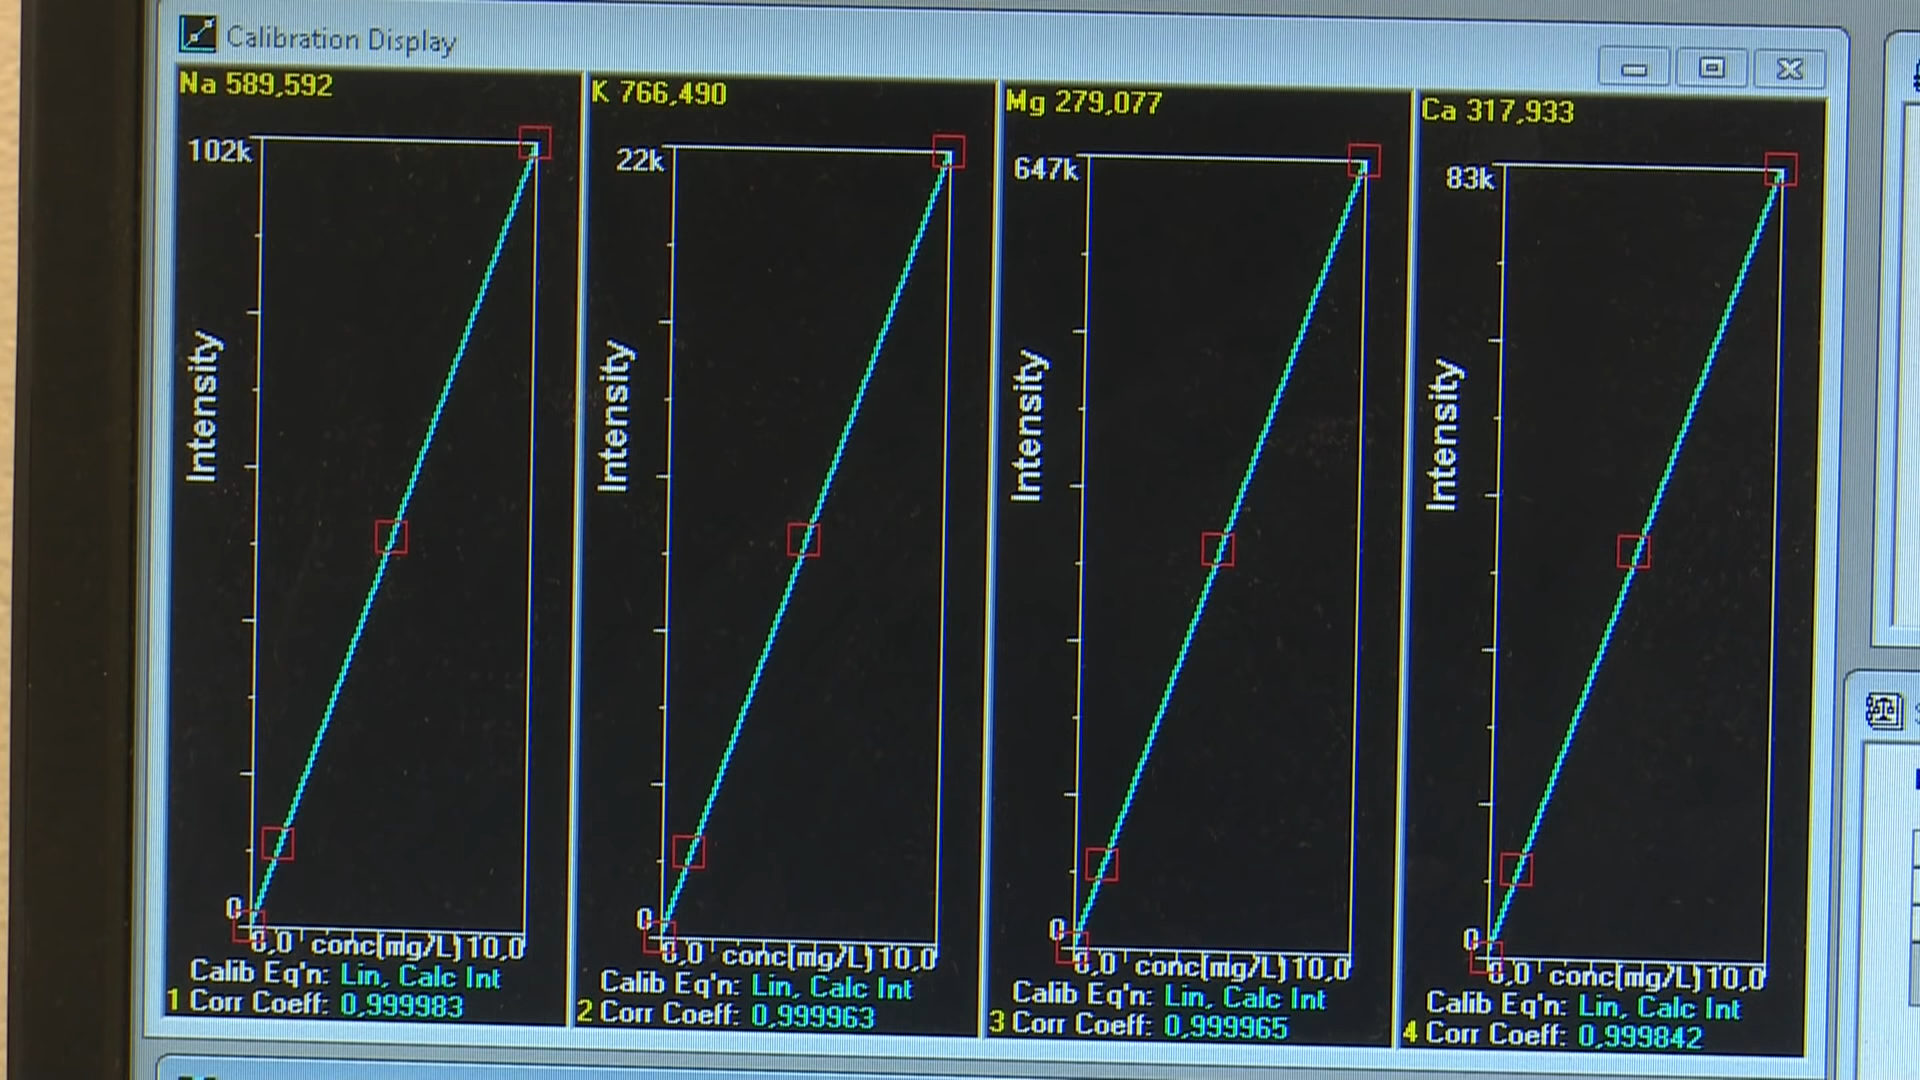 Calibration Display
Na 589,592
102k
Intensity
0
0,0 conc(mg/L) 10,0
Calib Eq'n: Lin, Calc Int
1 Corr Coeff: 0,999983
K 766,490
22k
Intensity
0
0,0 conc(mg/L) 10,0
Calib Eq'n: Lin, Calc Int
2 Corr Coeff: 0,999963
Mg 279,077
647k
Intensity
0
0,0 conc(mg/L) 10,0
Calib Eq'n: Lin, Calc Int
3 Corr Coeff: 0,999965
Ca 317,933
83k
Intensity
0
0,0 conc(mg/L) 10,0
Calib Eq'n: Lin, Calc Int
4 Corr Coeff: 0,999842